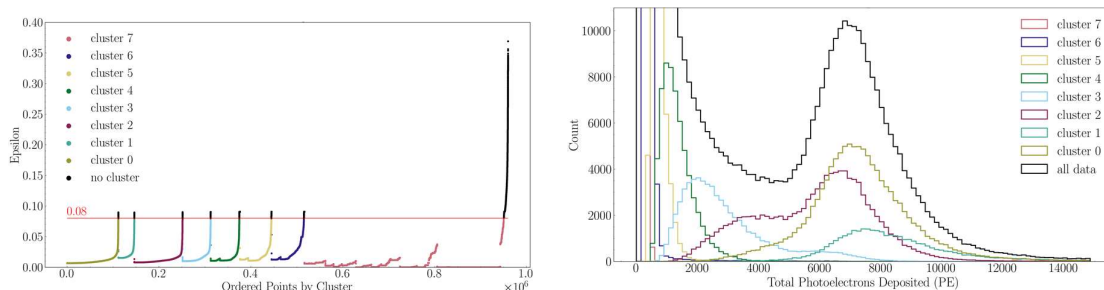 0.40
0.35
0.30
0.25
0.20
0.15
0.10
0.05
0.00
Epsilon
cluster 7
cluster 6
cluster 5
cluster 4
cluster 3
cluster 2
cluster 1
cluster 0
no cluster
0.08
0.0
0.2
0.4
0.6
0.8
1.0
×10⁶
Ordered Points by Cluster
10000
8000
6000
4000
2000
0
Count
cluster 7
cluster 6
cluster 5
cluster 4
cluster 3
cluster 2
cluster 1
cluster 0
all data
0
2000
4000
6000
8000
10000
12000
14000
Total Photoelectrons Deposited (PE)